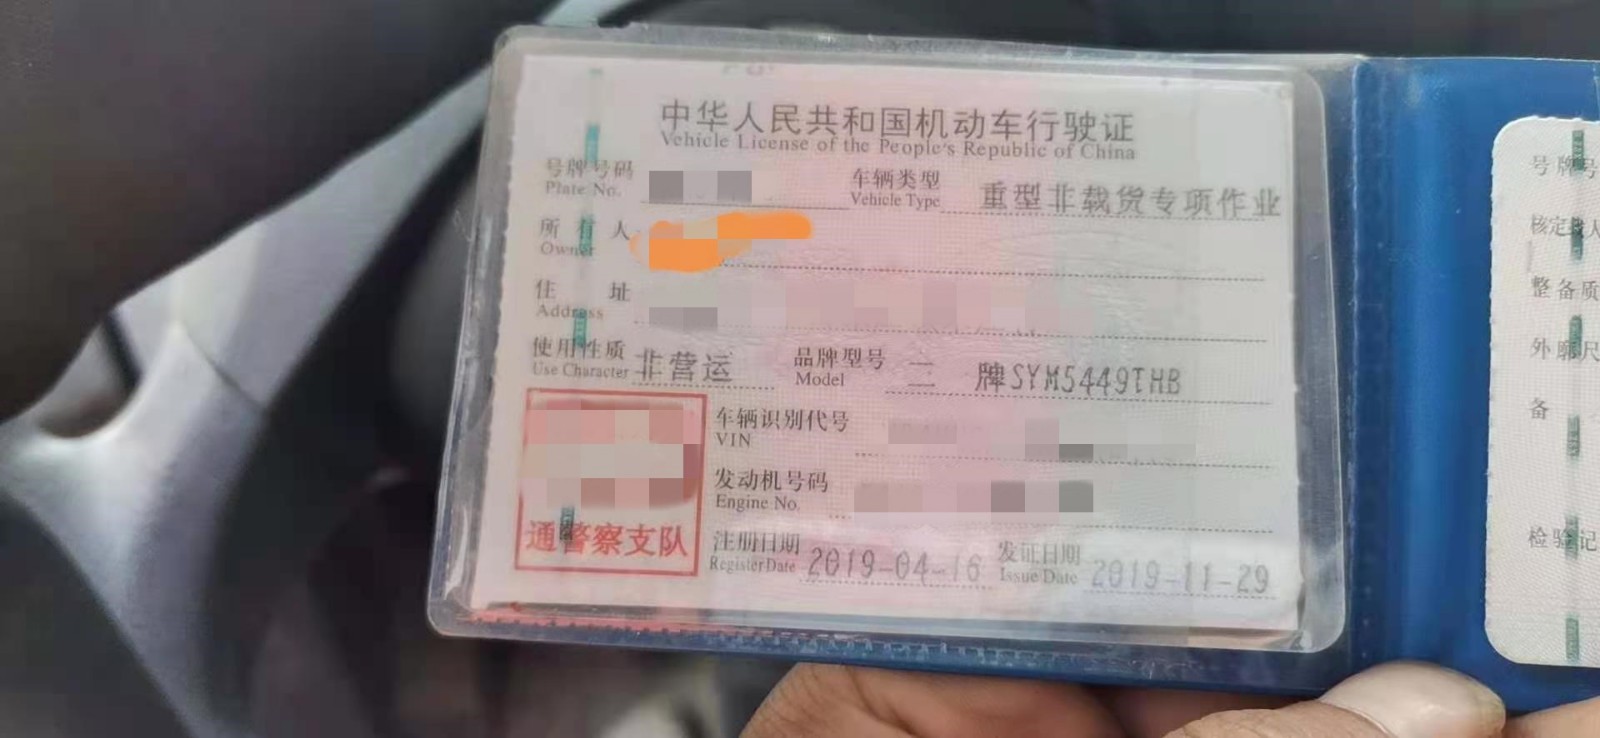 中华人民共和国机动车行驶证
Vehicle License of the People's Republic of China
号牌号码
Plate No.
车辆类型
Vehicle Type
重型非载货专项作业
所有人
Owner
住址
Address
使用性质
Use Character
非营运
品牌型号
Model
牌SYM5449THB
车辆识别代号
VIN
发动机号码
Engine No.
通警察支队
注册日期
Register Date
2019-04-16
发证日期
Issue Date
2019-11-29
号牌号
核定载人
整备质
外廓尺
备
检验记